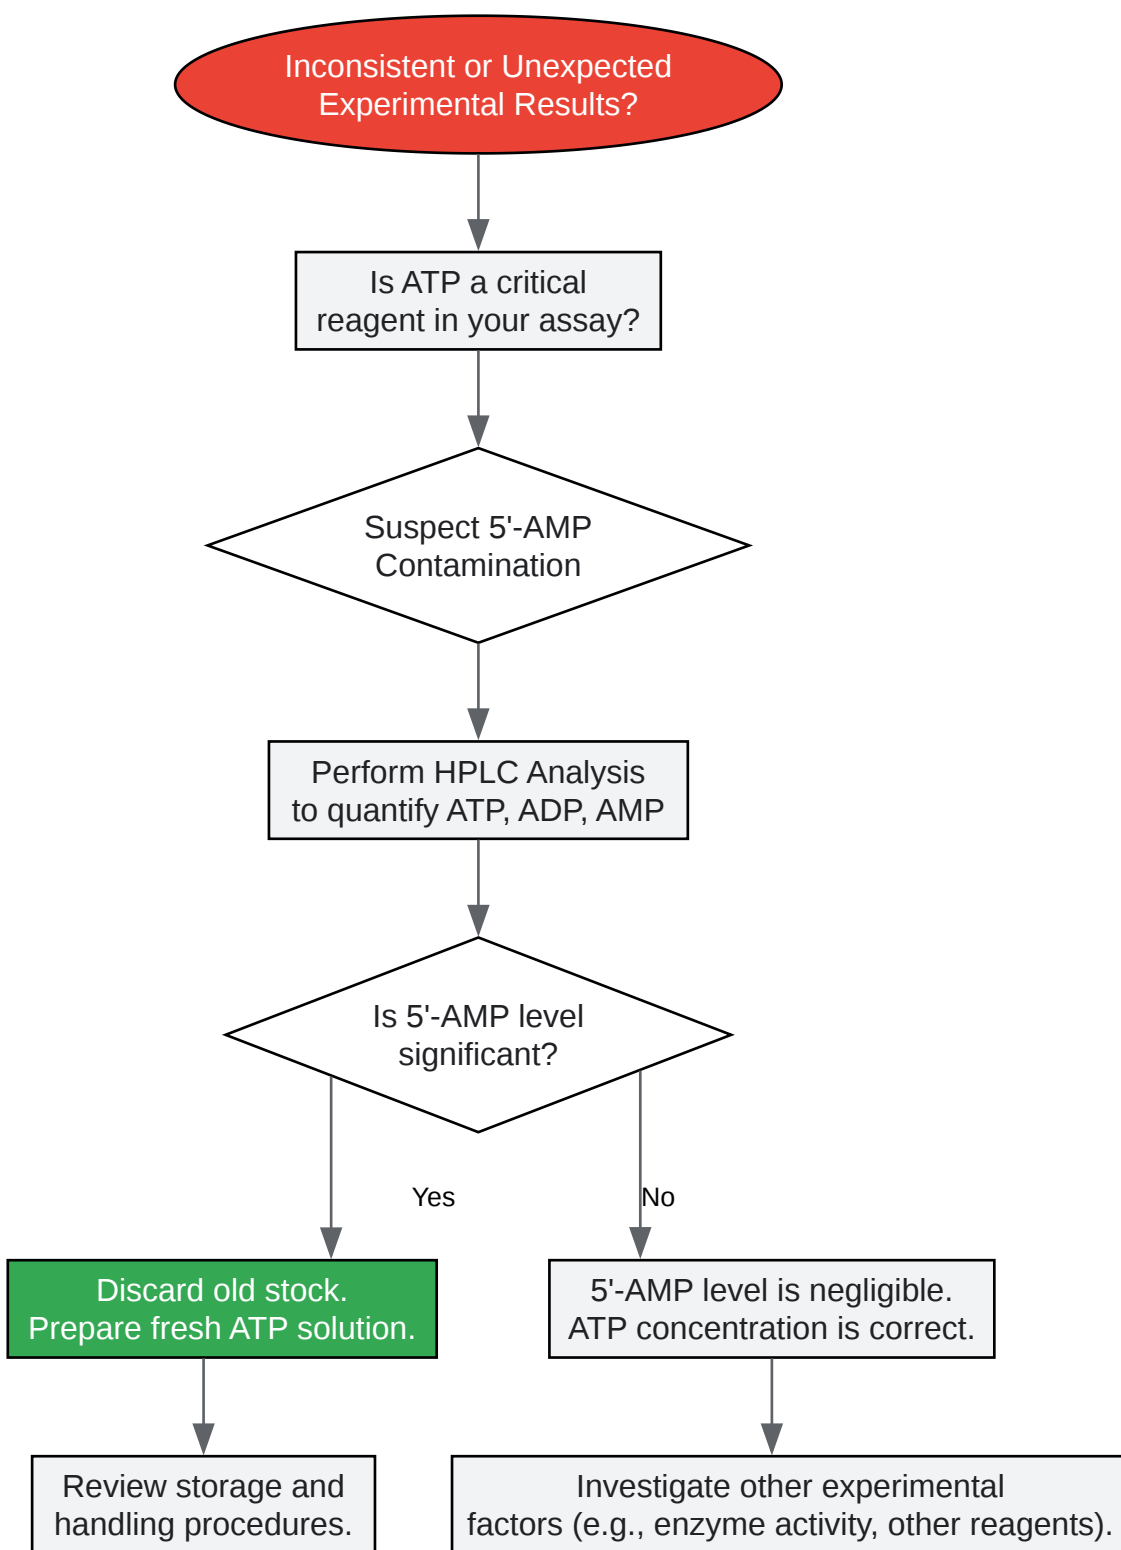 Inconsistent or Unexpected
Experimental Results?
Is ATP a critical
reagent in your assay?
Suspect 5'-AMP
Contamination
Perform HPLC Analysis
to quantify ATP, ADP, AMP
Is 5'-AMP level
significant?
Yes
No
Discard old stock.
Prepare fresh ATP solution.
5'-AMP level is negligible.
ATP concentration is correct.
Review storage and
handling procedures.
Investigate other experimental
factors (e.g., enzyme activity, other reagents).